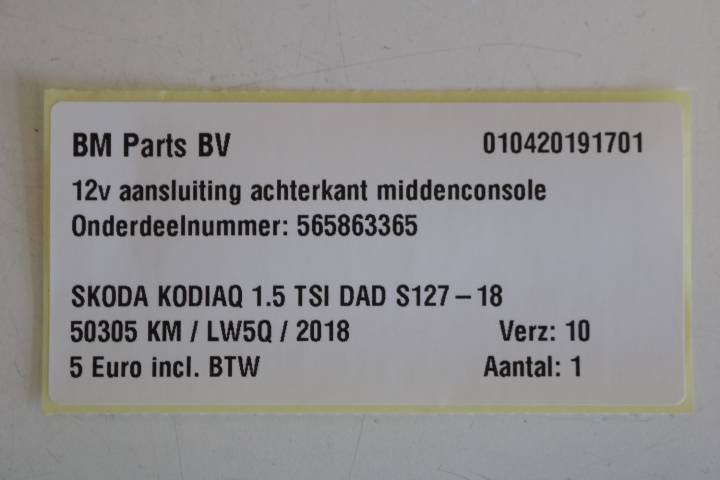 BM Parts BV 010420191701
12v aansluiting achterkant middenconsole
Onderdeelnummer: 565863365
SKODA KODIAQ 1.5 TSI DAD S127 – 18
50305 KM / LW5Q / 2018 Verz: 10
5 Euro incl. BTW Aantal: 1